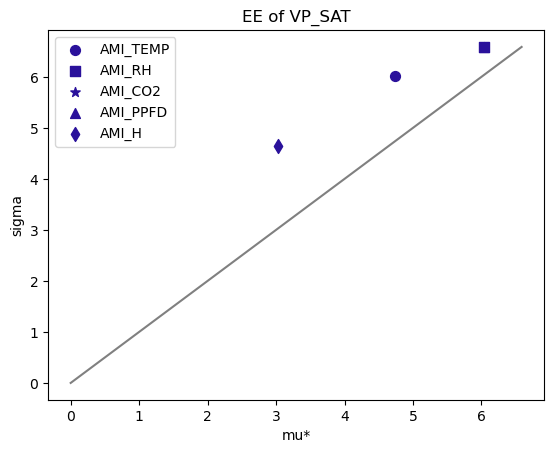 EE of VP_SAT
AMI_TEMP
AMI_RH
AMI_CO2
AMI_PPFD
AMI_H
sigma
6
5
4
3
2
1
0
0 1 2 3 4 5 6
mu*